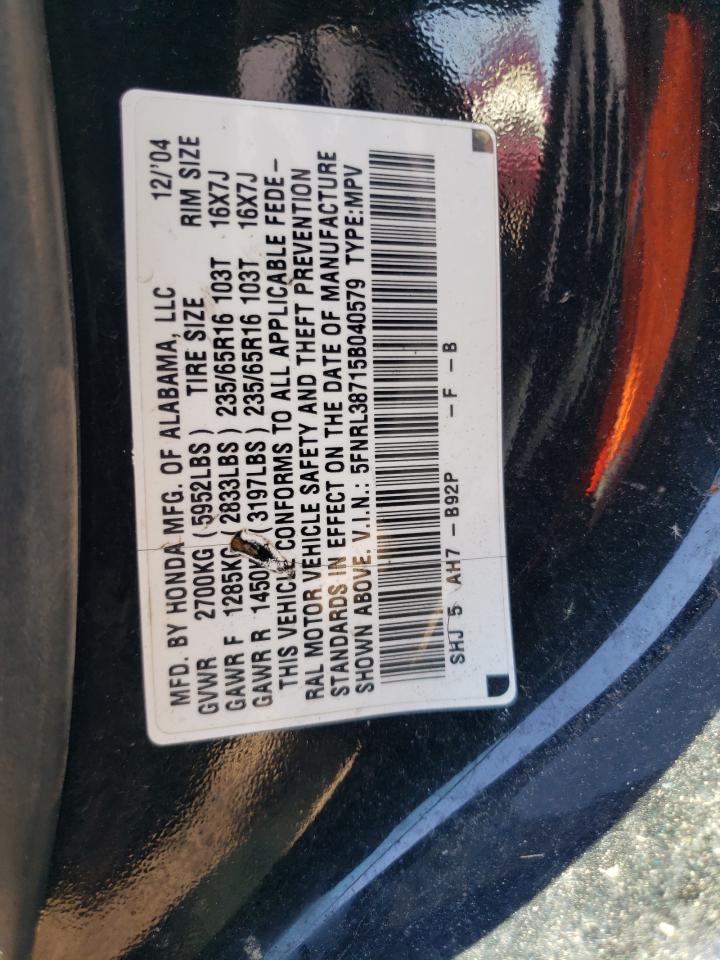 MFD. BY HONDA MFG. OF ALABAMA, LLC 12/'04
GVWR 2700KG ( 5952LBS ) TIRE SIZE RIM SIZE
GAWR F 1285KG ( 2833LBS ) 235/65R16 103T 16X7J
GAWR R 1450 ( 3197LBS ) 235/65R16 103T 16X7J
THIS VEHICLE CONFORMS TO ALL APPLICABLE FEDE-
RAL MOTOR VEHICLE SAFETY AND THEFT PREVENTION
STANDARDS IN EFFECT ON THE DATE OF MANUFACTURE
SHOWN ABOVE. V.I.N.: 5FNRL38715B040579 TYPE:MPV
SHJ 5 AH7 - B92P - F - B